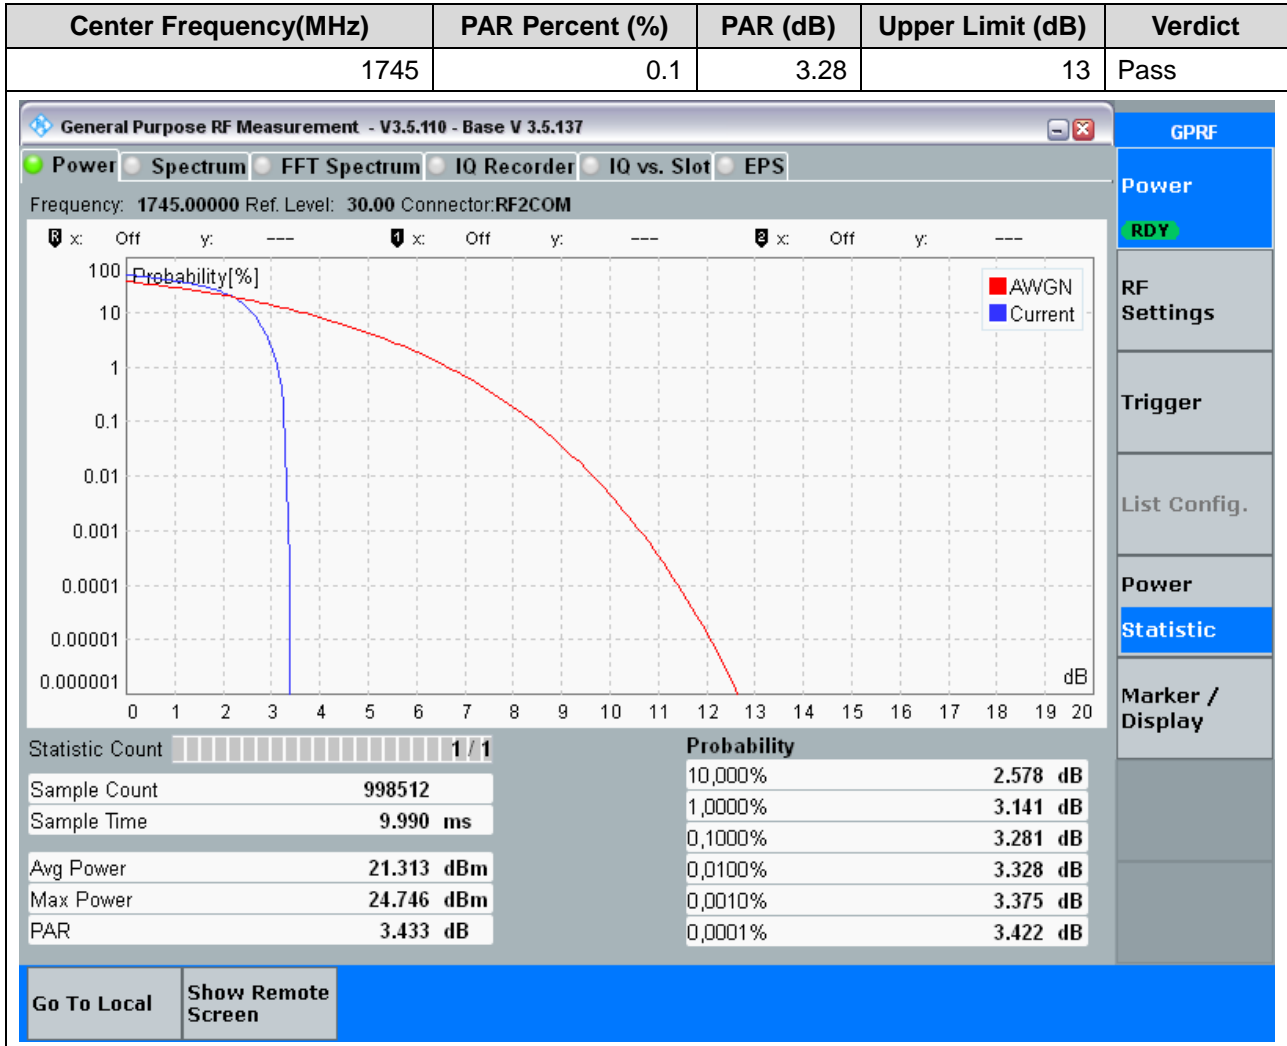 Center Frequency(MHz) PAR Percent (%) PAR (dB) Upper Limit (dB) Verdict
1745 0.1 3.28 13 Pass
General Purpose RF Measurement - V3.5.110 - Base V 3.5.137
GPRF
Power Spectrum FFT Spectrum IQ Recorder IQ vs. Slot EPS
Frequency: 1745.00000 Ref. Level: 30.00 Connector:RF2COM
Power
RDY
R x: Off y: --- 1 x: Off y: --- 2 x: Off y: ---
Probability[%]
AWGN
Current
100
10
1
0.1
0.01
0.001
0.0001
0.00001
0.000001
dB
0 1 2 3 4 5 6 7 8 9 10 11 12 13 14 15 16 17 18 19 20
RF
Settings
Trigger
List Config.
Power
Statistic
Marker /
Display
Statistic Count 1 / 1
Sample Count 998512
Sample Time 9.990 ms
Avg Power 21.313 dBm
Max Power 24.746 dBm
PAR 3.433 dB
Probability
10,000% 2.578 dB
1,0000% 3.141 dB
0,1000% 3.281 dB
0,0100% 3.328 dB
0,0010% 3.375 dB
0,0001% 3.422 dB
Go To Local
Show Remote
Screen